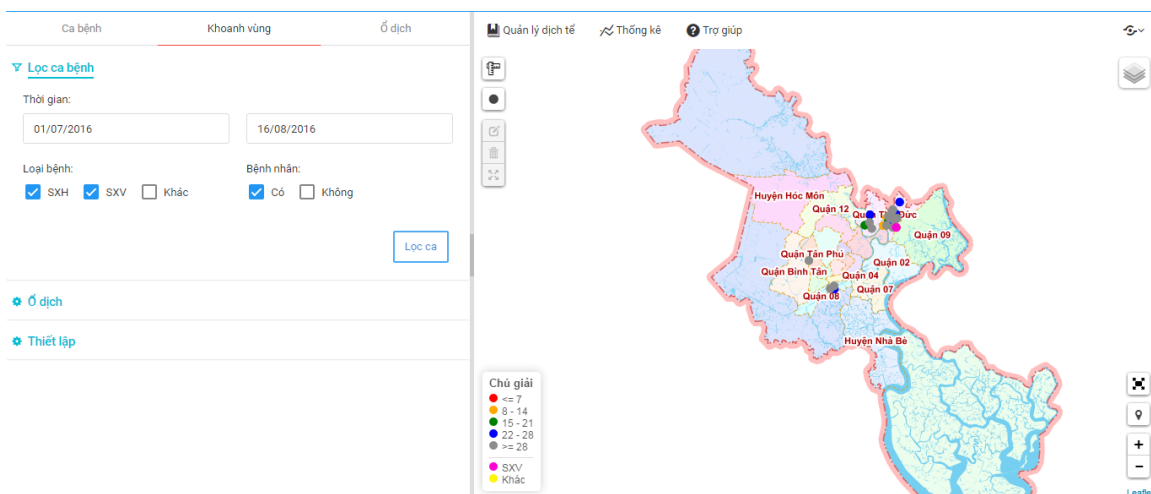 Ca bệnh
Khoanh vùng
Ổ dịch
Lọc ca bệnh
Thời gian:
01/07/2016
16/08/2016
Loại bệnh:
Bệnh nhân:
SXH
SXV
Khác
Có
Không
Lọc ca
Ổ dịch
Thiết lập
Quản lý dịch tễ
Thống kê
Trợ giúp
Huyện Hóc Môn
Quận 12
Quận 09
Quận Tân Phú
Quận 02
Quận Bình Tân
Quận 04
Quận 07
Quận 08
Huyện Nhà Bè
Chú giải
<= 7
8 - 14
15 - 21
22 - 28
>= 28
SXV
Khác
+
−